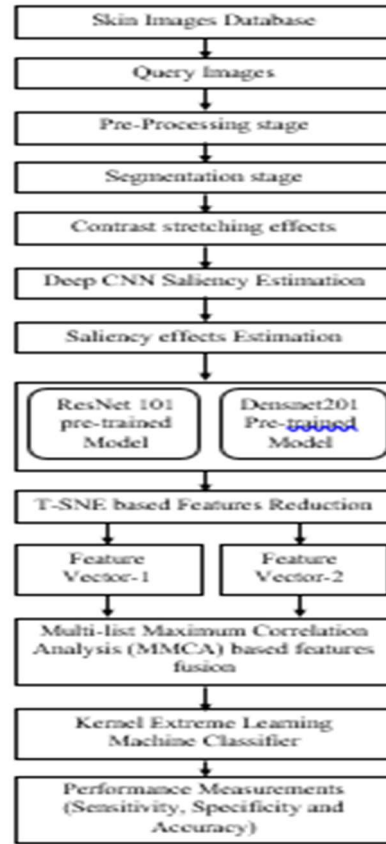 Skin Images Database
Query Images
Pre-Processing stage
Segmentation stage
Contrast stretching effects
Deep CNN Saliency Estimation
Saliency effects Estimation
ResNet 101
pre-trained
Model
Densnet201
Pre-trained
Model
T-SNE based Features Reduction
Feature
Vector-1
Feature
Vector-2
Multi-list Maximum Correlation
Analysis (MMCA) based features
fusion
Kernel Extreme Learning
Machine Classifier
Performance Measurements
(Sensitivity, Specificity and
Accuracy)